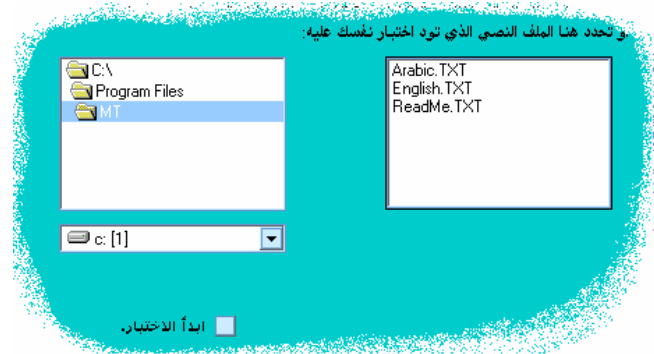 و تحدد هنا الملف النصي الذي تود اختبار نفسك عليه:
C:\
Program Files
MT
Arabic.TXT
English.TXT
ReadMe.TXT
c: [1]
ابدأ الاختبار.